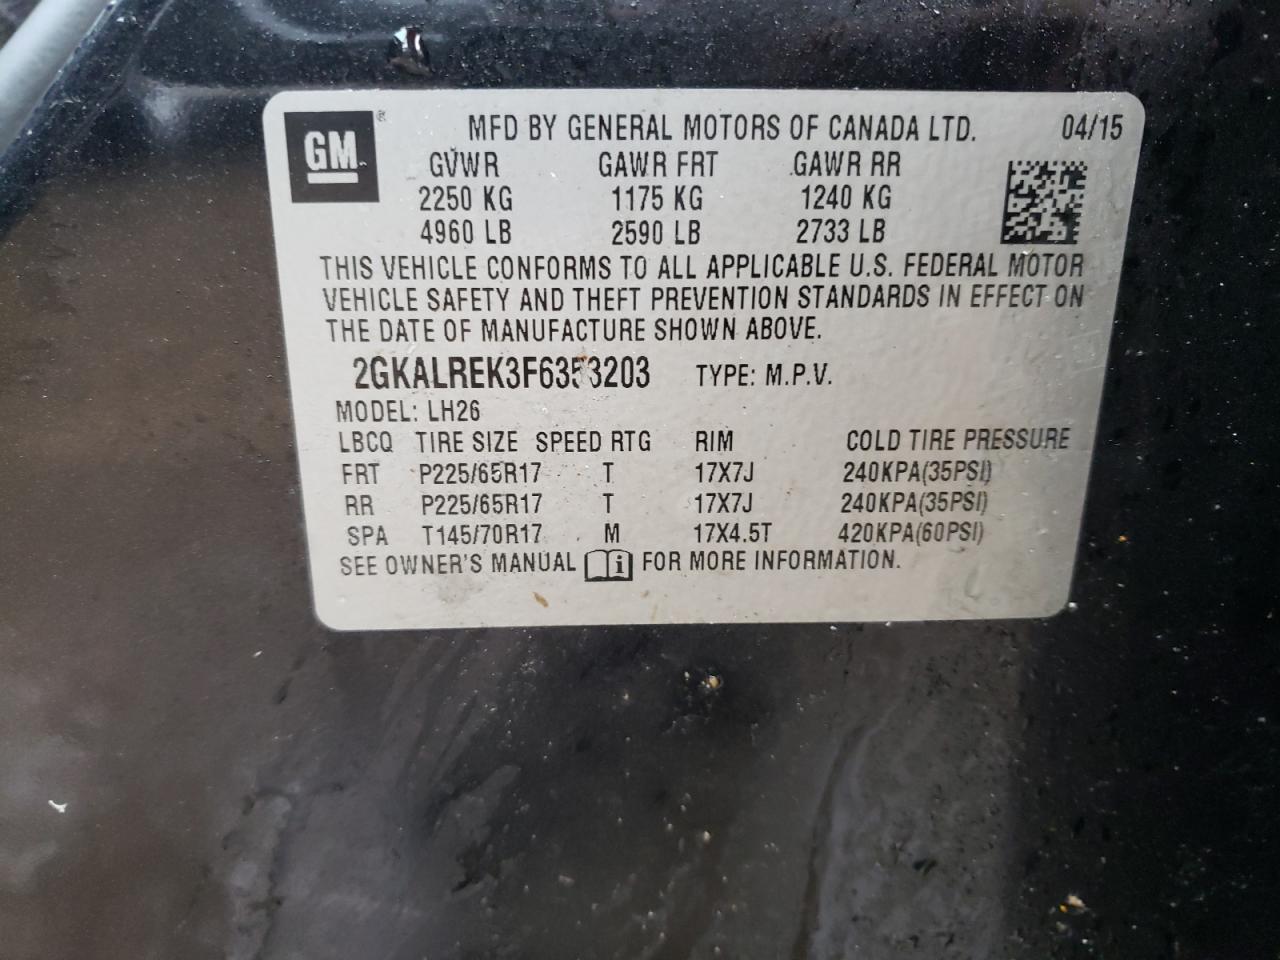 GM ®
MFD BY GENERAL MOTORS OF CANADA LTD. 04/15
GVWR GAWR FRT GAWR RR
2250 KG 1175 KG 1240 KG
4960 LB 2590 LB 2733 LB
THIS VEHICLE CONFORMS TO ALL APPLICABLE U.S. FEDERAL MOTOR
VEHICLE SAFETY AND THEFT PREVENTION STANDARDS IN EFFECT ON
THE DATE OF MANUFACTURE SHOWN ABOVE.
2GKALREK3F6353203 TYPE: M.P.V.
MODEL: LH26
LBCQ TIRE SIZE SPEED RTG RIM COLD TIRE PRESSURE
FRT P225/65R17 T 17X7J 240KPA(35PSI)
RR P225/65R17 T 17X7J 240KPA(35PSI)
SPA T145/70R17 M 17X4.5T 420KPA(60PSI)
SEE OWNER'S MANUAL i FOR MORE INFORMATION.